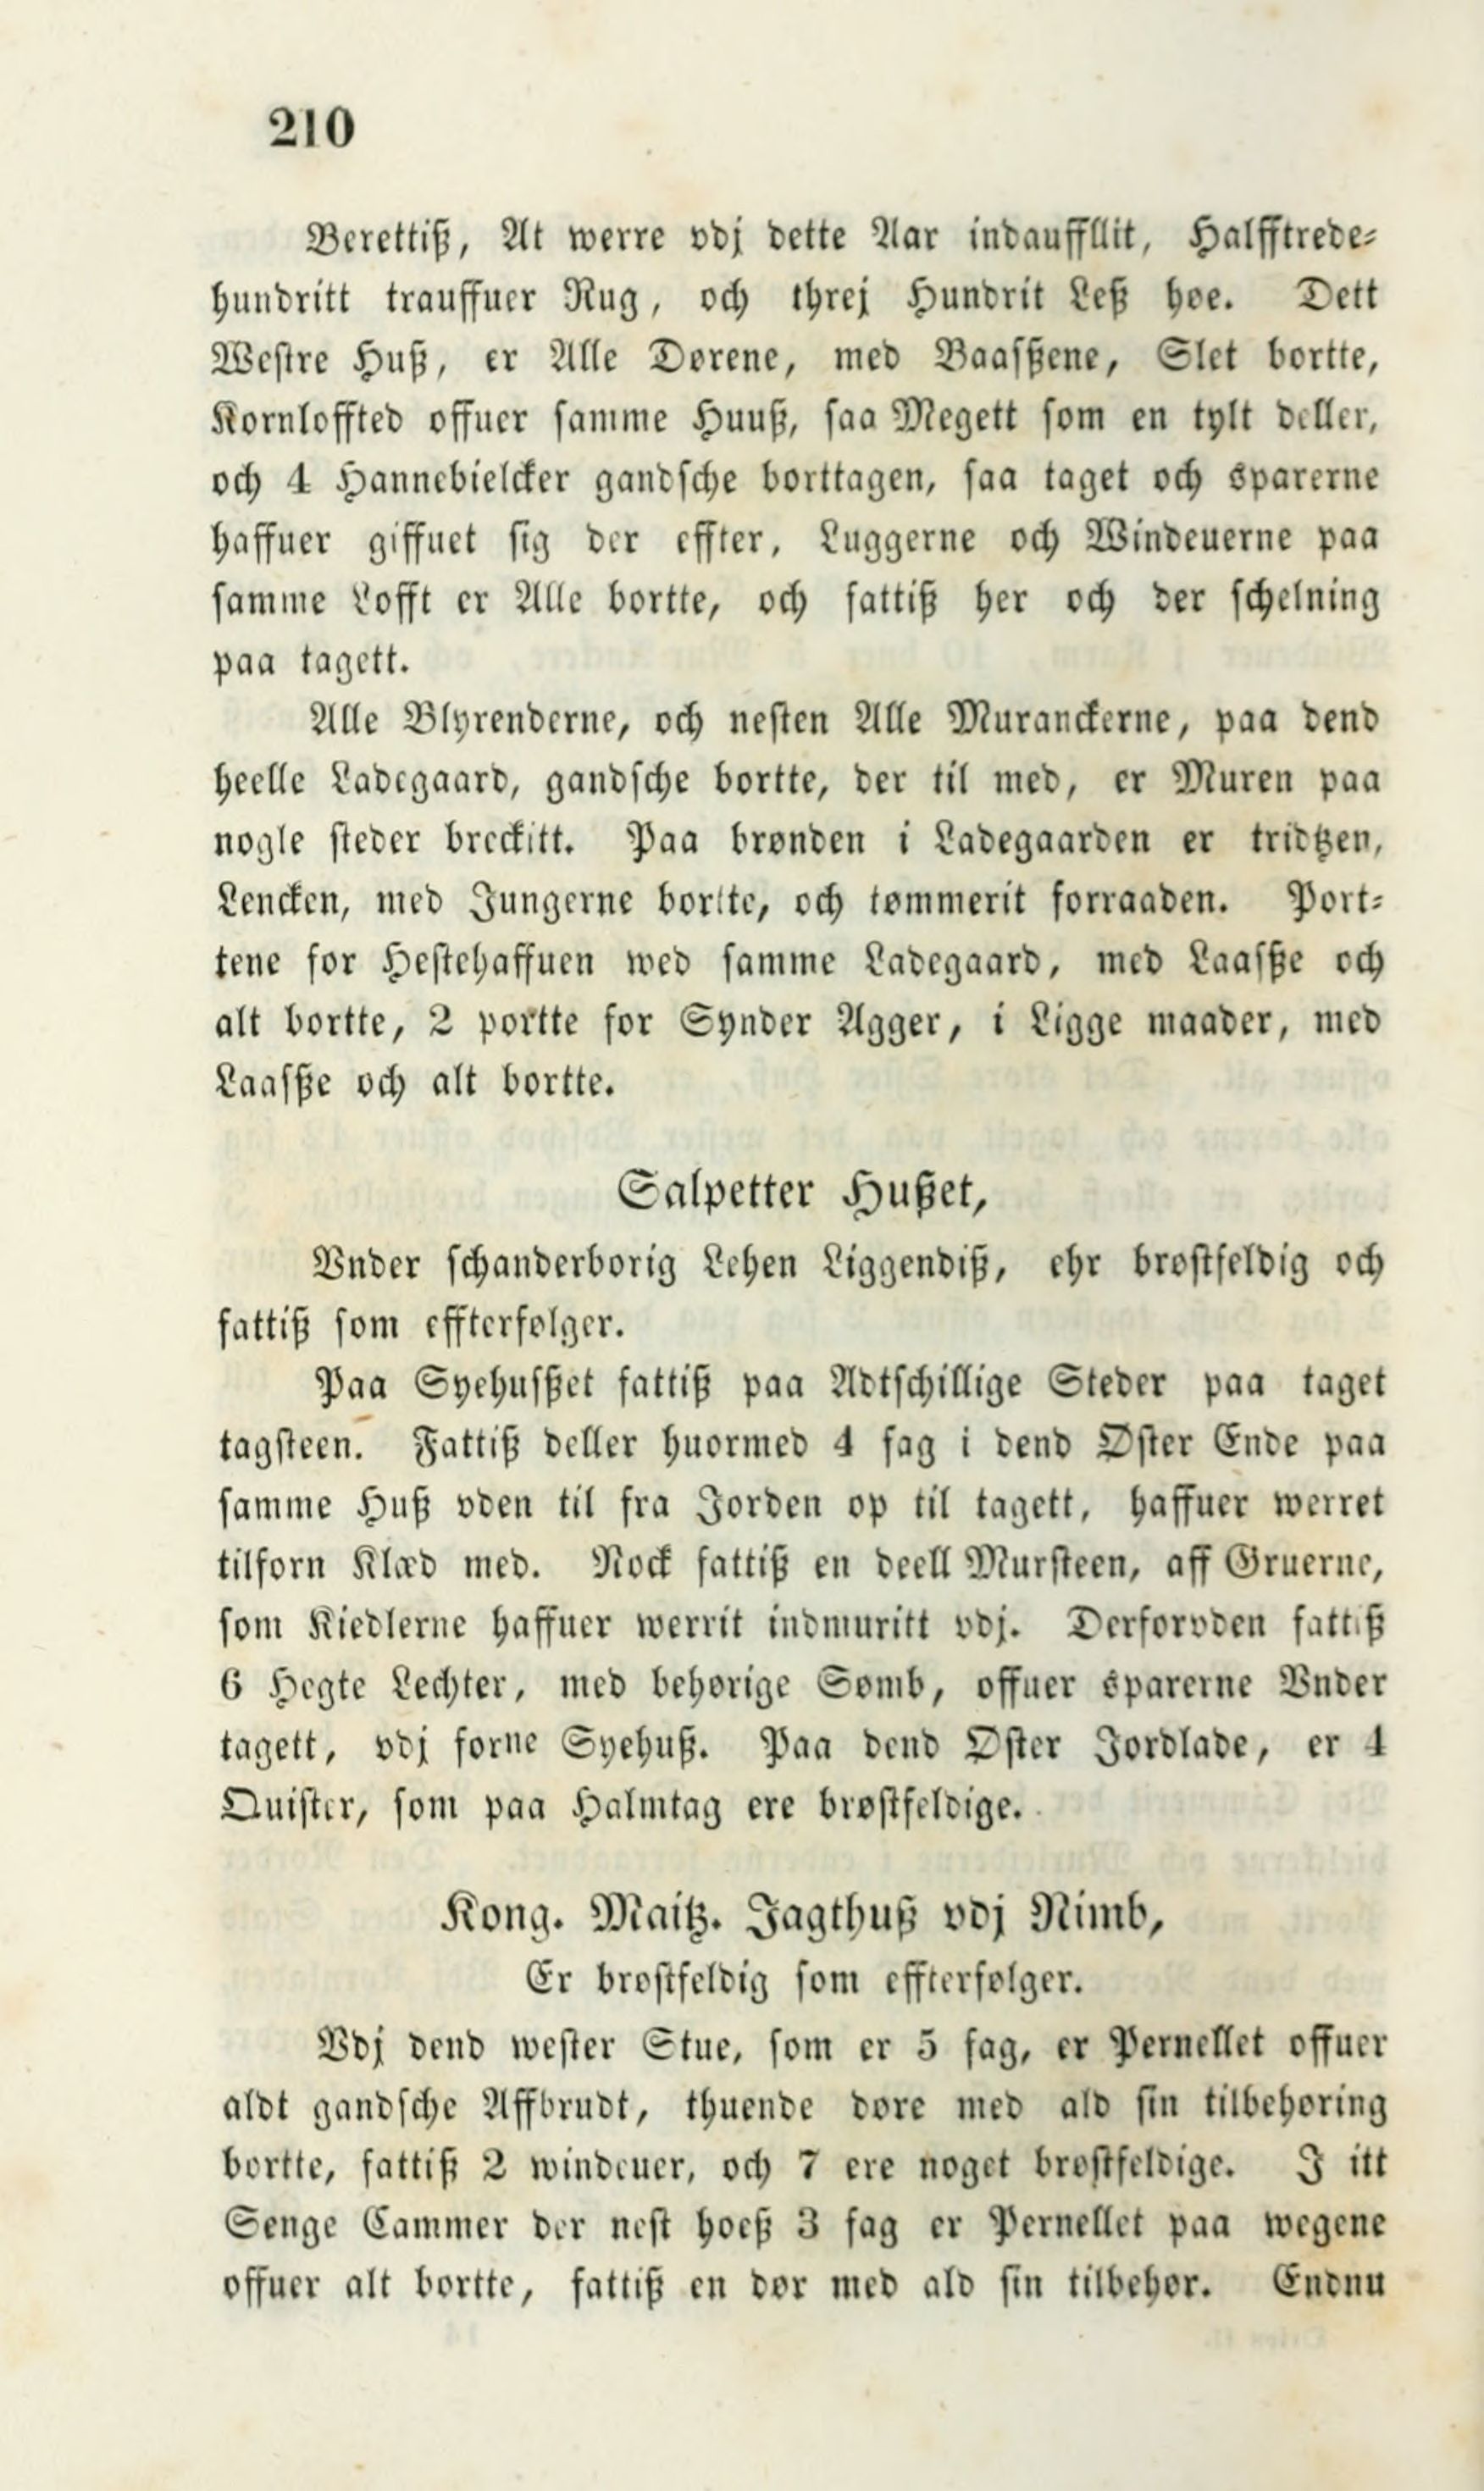 210
Berettiß, At werre vdj dette Aar indauffllit, Halfftrede-
hundritt trauffuer Rug, och threj Hundrit Leß hoe. Dett
Westre Huß, er Alle Dørene, med Baasßene, Slet bortte,
Kornloffted offuer samme Huuß, saa Megett som en tylt deller,
och 4 Hannebielcker gandsche borttagen, saa taget och sparerne
haffuer giffuet sig der effter, Luggerne och Windeuerne paa
samme Lofft er Alle bortte, och fattiß her och der schelning
paa tagett.
Alle Blyrenderne, och nesten Alle Muranckerne, paa dend
heelle Ladegaard, gandsche bortte, der til med, er Muren paa
nogle steder breckitt. Paa brønden i Ladegaarden er tridtzen,
Lencken, med Jungerne bortte, och tømmerit forraaden. Port-
tene for Hestehaffuen wed samme Ladegaard, med Laasße och
alt bortte, 2 portte for Synder Agger, i Ligge maader, med
Laasße och alt bortte.
Salpetter Hußet,
Vnder schanderborig Lehen Liggendiß, ehr brøstfeldig och
fattiß som effterfølger.
Paa Syehusßet fattiß paa Adtschillige Steder paa taget
tagsteen. Fattiß deller huormed 4 fag i dend Øster Ende paa
samme Huß vden til fra Jorden op til tagett, haffuer werret
tilforn Klæd med. Nock fattiß en deell Mursteen, aff Gruerne,
som Kiedlerne haffuer werrit indmuritt vdj. Derforvden fattiß
6 Hegte Lechter, med behørige Sømb, offuer sparerne Vnder
tagett, vdj forne Syehuß. Paa dend Øster Jordlade, er 4
Quister, som paa Halmtag ere brøstfeldige.
Kong. Maitz. Jagthuß vdj Nimb,
Er brøstfeldig som effterfølger.
Vdj dend wester Stue, som er 5 fag, er Pernellet offuer
aldt gandsche Affbrudt, thuende døre med ald sin tilbehøring
bortte, fattiß 2 windeuer, och 7 ere noget brøstfeldige. I itt
Senge Cammer der nest hoeß 3 fag er Pernellet paa wegene
offuer alt bortte, fattiß en dør med ald sin tilbehør. Endnu